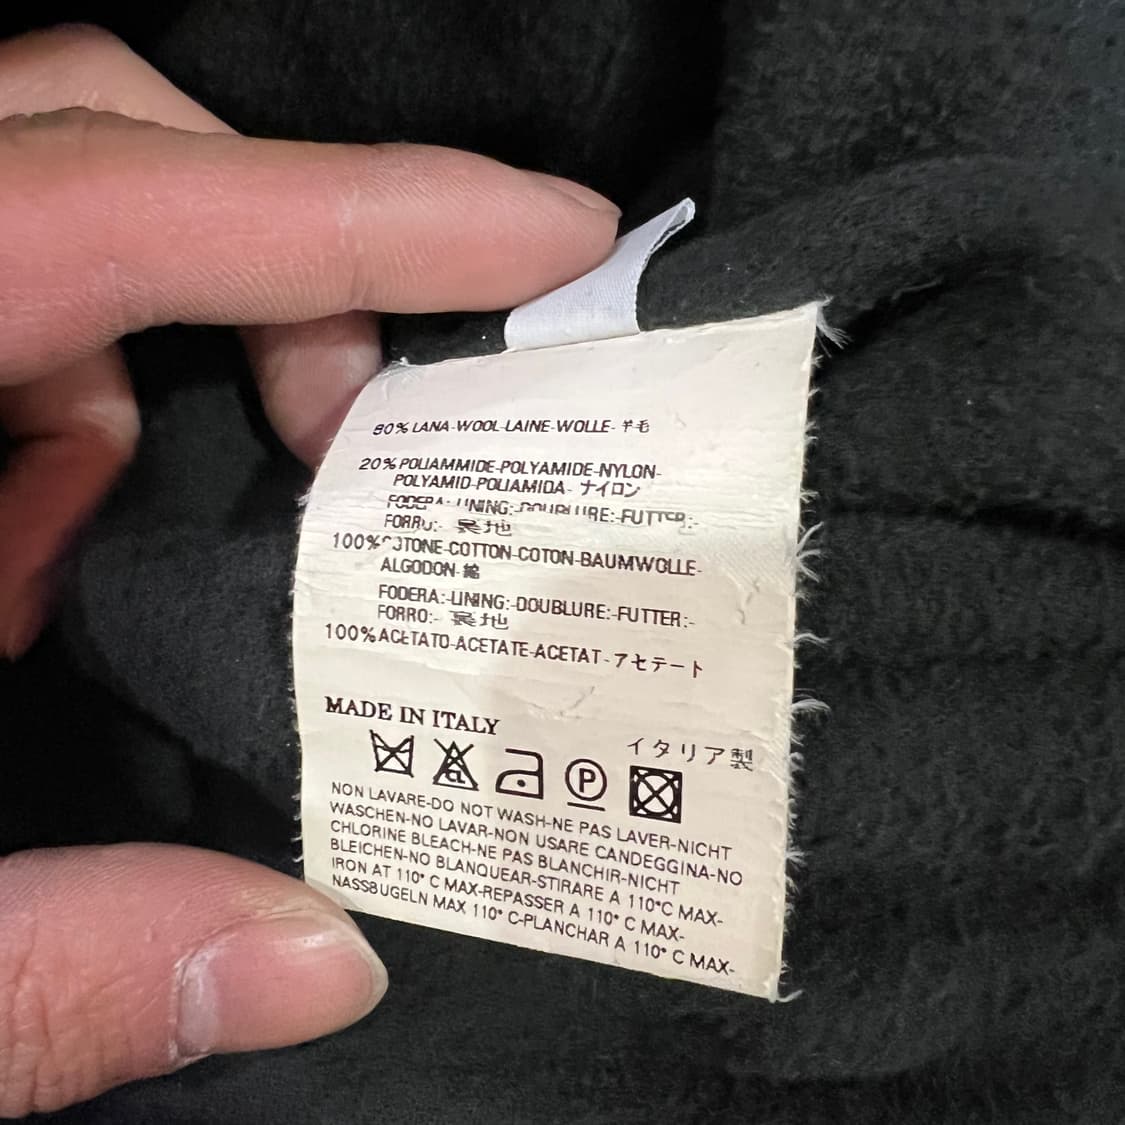 80% LANA-WOOL-LAINE-WOLLE- 羊毛
20% POLIAMMIDE-POLYAMIDE-NYLON-
POLYAMID-POLIAMIDA- ナイロン
FODERA: LINING:-DOUBLURE:-FUTTER:-
FORRO:- 裏地
100% COTONE-COTTON-COTON-BAUMWOLLE-
ALGODON- 綿
FODERA:-LINING:-DOUBLURE:-FUTTER:-
FORRO:- 裏地
100% ACETATO-ACETATE-ACETAT-アセテート
MADE IN ITALY
イタリア製
P
NON LAVARE-DO NOT WASH-NE PAS LAVER-NICHT
WASCHEN-NO LAVAR-NON USARE CANDEGGINA-NO
CHLORINE BLEACH-NE PAS BLANCHIR-NICHT
BLEICHEN-NO BLANQUEAR-STIRARE A 110°C MAX-
IRON AT 110° C MAX-REPASSER A 110° C MAX-
NASSBUGELN MAX 110° C-PLANCHAR A 110° C MAX-